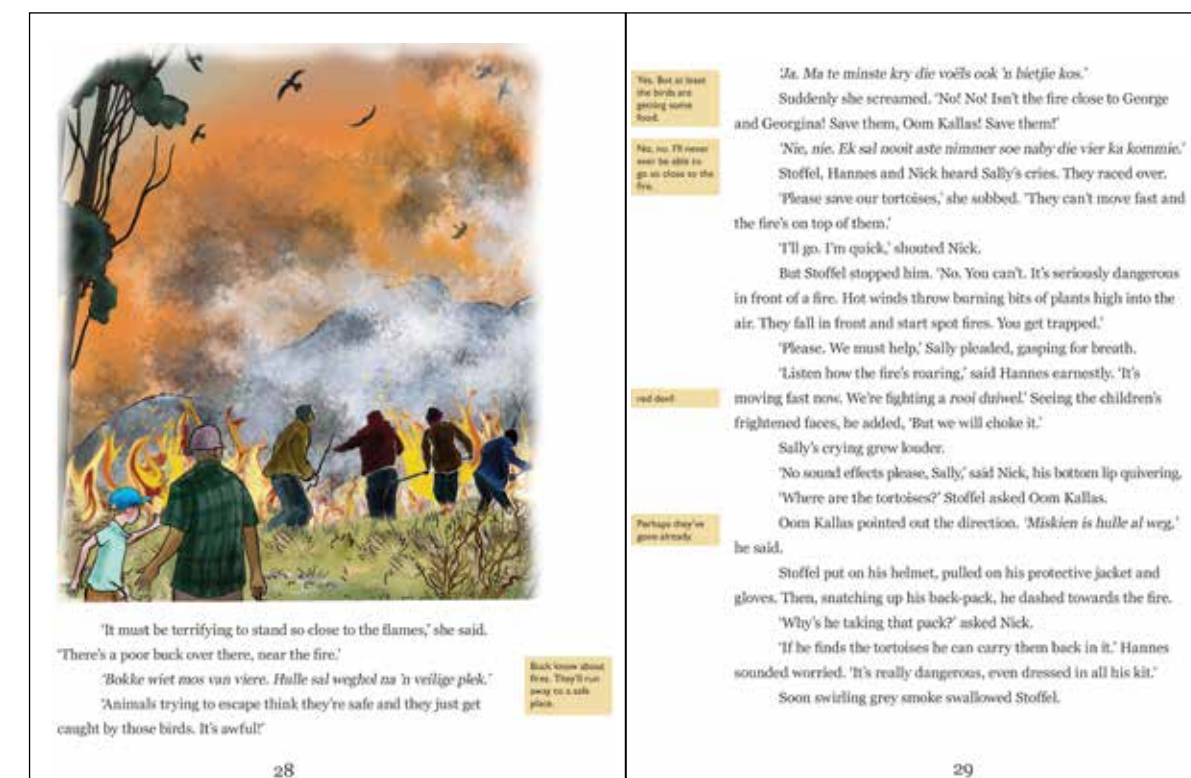 'It must be terrifying to stand so close to the flames,' she said.
'There's a poor buck over there, near the fire.'
'Bokke wiet mos van viere. Hulle sal weghol na 'n veilige plek.'
'Animals trying to escape think they're safe and they just get
caught by those birds. It's awful!'
Buck know about
fires. They'll run
away to a safe
place.
28
Yes. But at least
the birds are
getting some
food.
No, no. I'll never
ever be able to
go so close to the
fire.
red devil
Perhaps they've
gone already.
'Ja. Ma te minste kry die voëls ook 'n bietjie kos.'
Suddenly she screamed. 'No! No! Isn't the fire close to George
and Georgina! Save them, Oom Kallas! Save them!'
'Nie, nie. Ek sal nooit aste nimmer soe naby die vier ka kommie.'
Stoffel, Hannes and Nick heard Sally's cries. They raced over.
'Please save our tortoises,' she sobbed. 'They can't move fast and
the fire's on top of them.'
'I'll go. I'm quick,' shouted Nick.
But Stoffel stopped him. 'No. You can't. It's seriously dangerous
in front of a fire. Hot winds throw burning bits of plants high into the
air. They fall in front and start spot fires. You get trapped.'
'Please. We must help,' Sally pleaded, gasping for breath.
'Listen how the fire's roaring,' said Hannes earnestly. 'It's
moving fast now. We're fighting a rooi duiwel.' Seeing the children's
frightened faces, he added, 'But we will choke it.'
Sally's crying grew louder.
'No sound effects please, Sally,' said Nick, his bottom lip quivering.
'Where are the tortoises?' Stoffel asked Oom Kallas.
Oom Kallas pointed out the direction. 'Miskien is hulle al weg,'
he said.
Stoffel put on his helmet, pulled on his protective jacket and
gloves. Then, snatching up his back-pack, he dashed towards the fire.
'Why's he taking that pack?' asked Nick.
'If he finds the tortoises he can carry them back in it.' Hannes
sounded worried. 'It's really dangerous, even dressed in all his kit.'
Soon swirling grey smoke swallowed Stoffel.
29